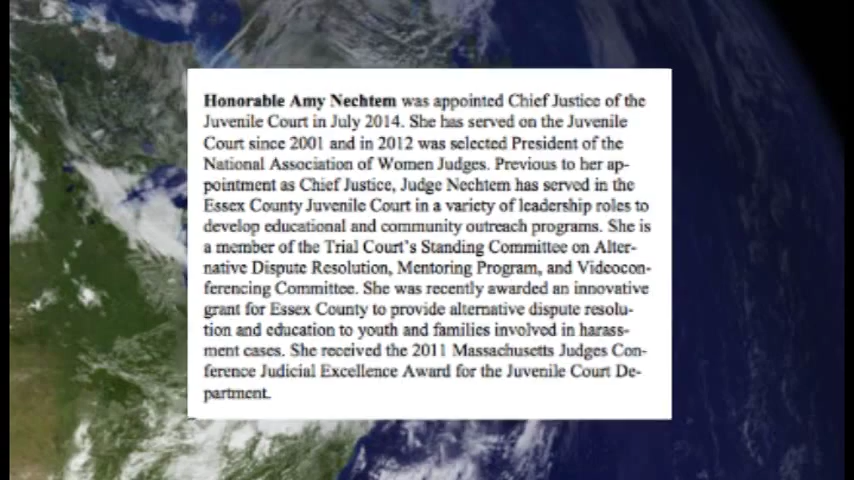 Honorable Amy Nechtem was appointed Chief Justice of the
Juvenile Court in July 2014. She has served on the Juvenile
Court since 2001 and in 2012 was selected President of the
National Association of Women Judges. Previous to her ap-
pointment as Chief Justice, Judge Nechtem has served in the
Essex County Juvenile Court in a variety of leadership roles to
develop educational and community outreach programs. She is
a member of the Trial Court's Standing Committee on Alter-
native Dispute Resolution, Mentoring Program, and Videocon-
ferencing Committee. She was recently awarded an innovative
grant for Essex County to provide alternative dispute resolu-
tion and education to youth and families involved in harass-
ment cases. She received the 2011 Massachusetts Judges Con-
ference Judicial Excellence Award for the Juvenile Court De-
partment.